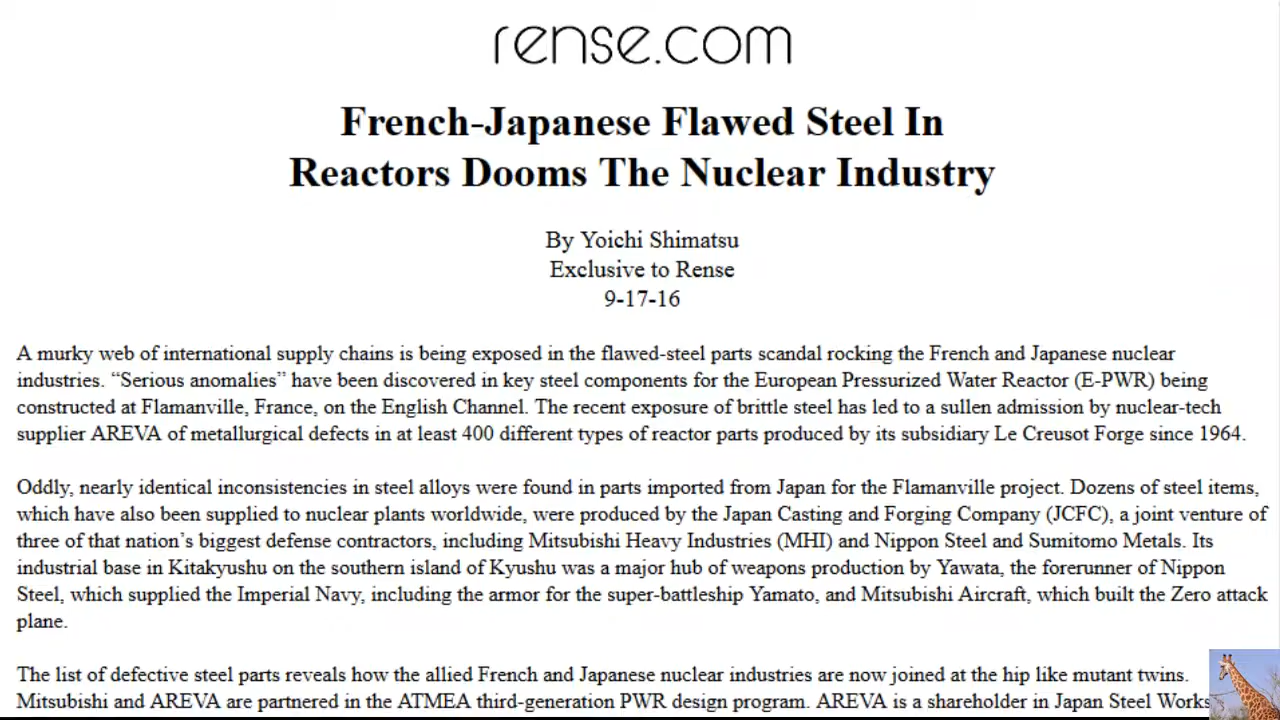 rense.com
French-Japanese Flawed Steel In
Reactors Dooms The Nuclear Industry
By Yoichi Shimatsu
Exclusive to Rense
9-17-16
A murky web of international supply chains is being exposed in the flawed-steel parts scandal rocking the French and Japanese nuclear
industries. “Serious anomalies” have been discovered in key steel components for the European Pressurized Water Reactor (E-PWR) being
constructed at Flamanville, France, on the English Channel. The recent exposure of brittle steel has led to a sullen admission by nuclear-tech
supplier AREVA of metallurgical defects in at least 400 different types of reactor parts produced by its subsidiary Le Creusot Forge since 1964.
Oddly, nearly identical inconsistencies in steel alloys were found in parts imported from Japan for the Flamanville project. Dozens of steel items,
which have also been supplied to nuclear plants worldwide, were produced by the Japan Casting and Forging Company (JCFC), a joint venture of
three of that nation’s biggest defense contractors, including Mitsubishi Heavy Industries (MHI) and Nippon Steel and Sumitomo Metals. Its
industrial base in Kitakyushu on the southern island of Kyushu was a major hub of weapons production by Yawata, the forerunner of Nippon
Steel, which supplied the Imperial Navy, including the armor for the super-battleship Yamato, and Mitsubishi Aircraft, which built the Zero attack
plane.
The list of defective steel parts reveals how the allied French and Japanese nuclear industries are now joined at the hip like mutant twins.
Mitsubishi and AREVA are partnered in the ATMEA third-generation PWR design program. AREVA is a shareholder in Japan Steel Works